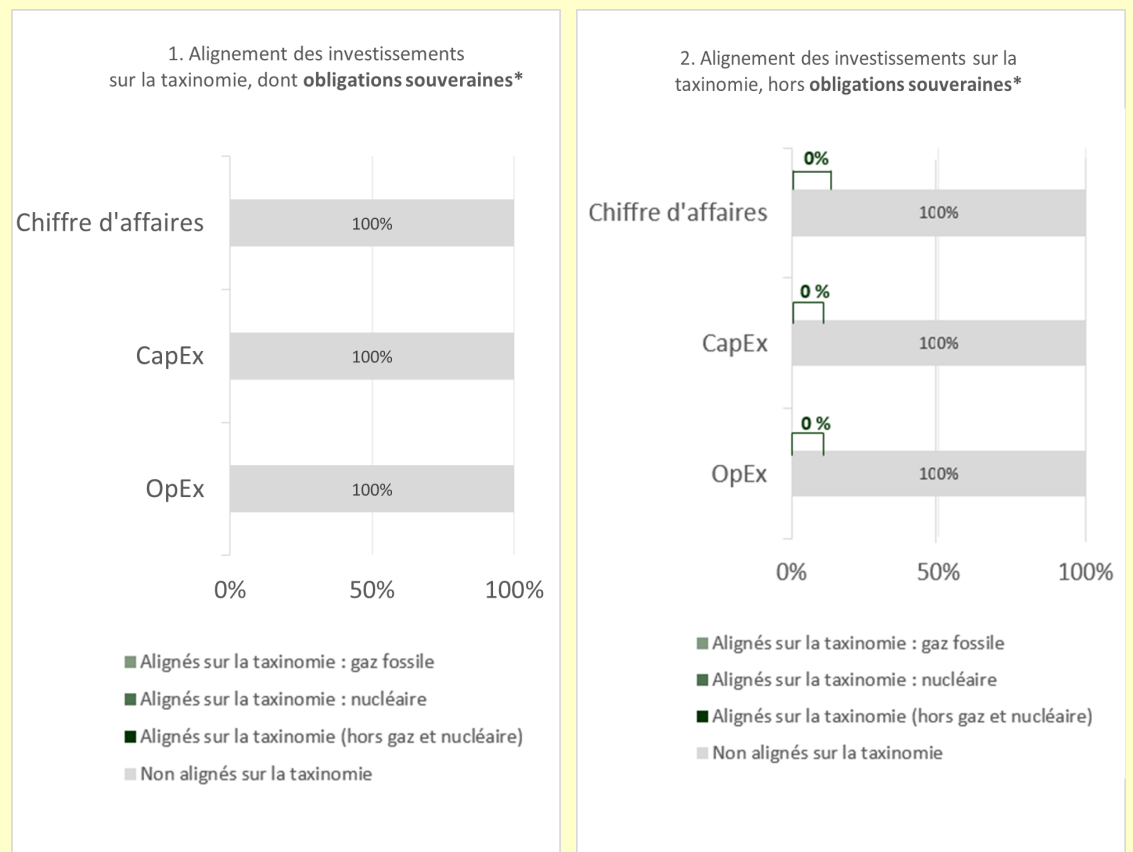 1. Alignement des investissements
sur la taxinomie, dont obligations souveraines*
Chiffre d'affaires
100%
CapEx
100%
OpEx
100%
0%
50%
100%
Alignés sur la taxinomie : gaz fossile
Alignés sur la taxinomie : nucléaire
Alignés sur la taxinomie (hors gaz et nucléaire)
Non alignés sur la taxinomie
2. Alignement des investissements sur la
taxinomie, hors obligations souveraines*
0%
Chiffre d'affaires
100%
0 %
CapEx
100%
0 %
OpEx
100%
0%
50%
100%
Alignés sur la taxinomie : gaz fossile
Alignés sur la taxinomie : nucléaire
Alignés sur la taxinomie (hors gaz et nucléaire)
Non alignés sur la taxinomie